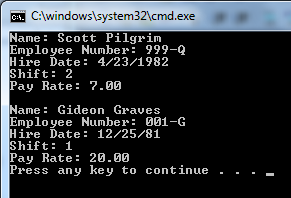 C:\windows\system32\cmd.exe
Name: Scott Pilgrim
Employee Number: 999-Q
Hire Date: 4/23/1982
Shift: 2
Pay Rate: 7.00
Name: Gideon Graves
Employee Number: 001-G
Hire Date: 12/25/81
Shift: 1
Pay Rate: 20.00
Press any key to continue . . . _